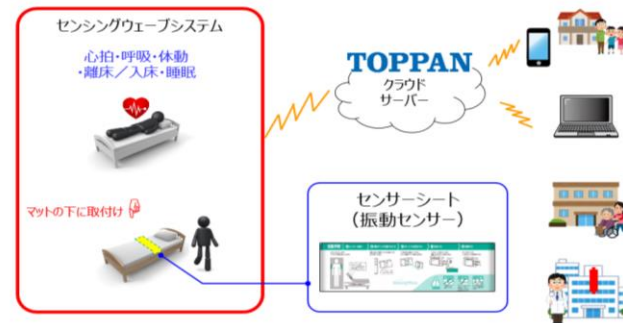 センシングウェーブシステム
心拍・呼吸・体動
・離床／入床・睡眠
マットの下に取付け
TOPPAN
クラウド
サーバー
センサーシート
（振動センサー）